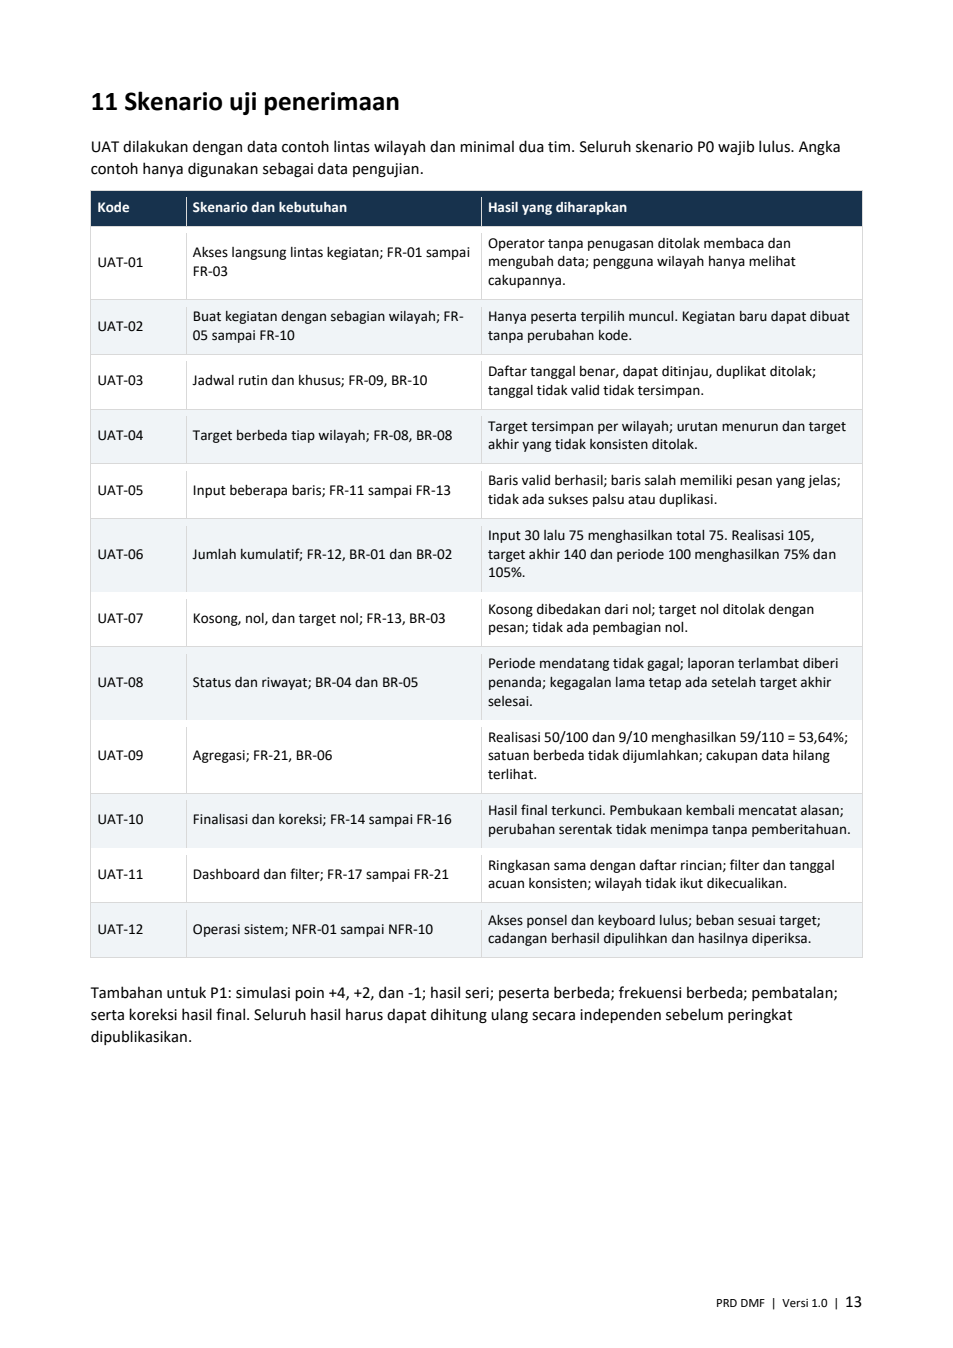 11 Skenario uji penerimaan
UAT dilakukan dengan data contoh lintas wilayah dan minimal dua tim. Seluruh skenario P0 wajib lulus. Angka
contoh hanya digunakan sebagai data pengujian.
Kode
Skenario dan kebutuhan
Hasil yang diharapkan
UAT-01
Akses langsung lintas kegiatan; FR-01 sampai
FR-03
Operator tanpa penugasan ditolak membaca dan
mengubah data; pengguna wilayah hanya melihat
cakupannya.
UAT-02
Buat kegiatan dengan sebagian wilayah; FR-
05 sampai FR-10
Hanya peserta terpilih muncul. Kegiatan baru dapat dibuat
tanpa perubahan kode.
UAT-03
Jadwal rutin dan khusus; FR-09, BR-10
Daftar tanggal benar, dapat ditinjau, duplikat ditolak;
tanggal tidak valid tidak tersimpan.
UAT-04
Target berbeda tiap wilayah; FR-08, BR-08
Target tersimpan per wilayah; urutan menurun dan target
akhir yang tidak konsisten ditolak.
UAT-05
Input beberapa baris; FR-11 sampai FR-13
Baris valid berhasil; baris salah memiliki pesan yang jelas;
tidak ada sukses palsu atau duplikasi.
UAT-06
Jumlah kumulatif; FR-12, BR-01 dan BR-02
Input 30 lalu 75 menghasilkan total 75. Realisasi 105,
target akhir 140 dan periode 100 menghasilkan 75% dan
105%.
UAT-07
Kosong, nol, dan target nol; FR-13, BR-03
Kosong dibedakan dari nol; target nol ditolak dengan
pesan; tidak ada pembagian nol.
UAT-08
Status dan riwayat; BR-04 dan BR-05
Periode mendatang tidak gagal; laporan terlambat diberi
penanda; kegagalan lama tetap ada setelah target akhir
selesai.
UAT-09
Agregasi; FR-21, BR-06
Realisasi 50/100 dan 9/10 menghasilkan 59/110 = 53,64%;
satuan berbeda tidak dijumlahkan; cakupan data hilang
terlihat.
UAT-10
Finalisasi dan koreksi; FR-14 sampai FR-16
Hasil final terkunci. Pembukaan kembali mencatat alasan;
perubahan serentak tidak menimpa tanpa pemberitahuan.
UAT-11
Dashboard dan filter; FR-17 sampai FR-21
Ringkasan sama dengan daftar rincian; filter dan tanggal
acuan konsisten; wilayah tidak ikut dikecualikan.
UAT-12
Operasi sistem; NFR-01 sampai NFR-10
Akses ponsel dan keyboard lulus; beban sesuai target;
cadangan berhasil dipulihkan dan hasilnya diperiksa.
Tambahan untuk P1: simulasi poin +4, +2, dan -1; hasil seri; peserta berbeda; frekuensi berbeda; pembatalan;
serta koreksi hasil final. Seluruh hasil harus dapat dihitung ulang secara independen sebelum peringkat
dipublikasikan.
PRD DMF | Versi 1.0 | 13